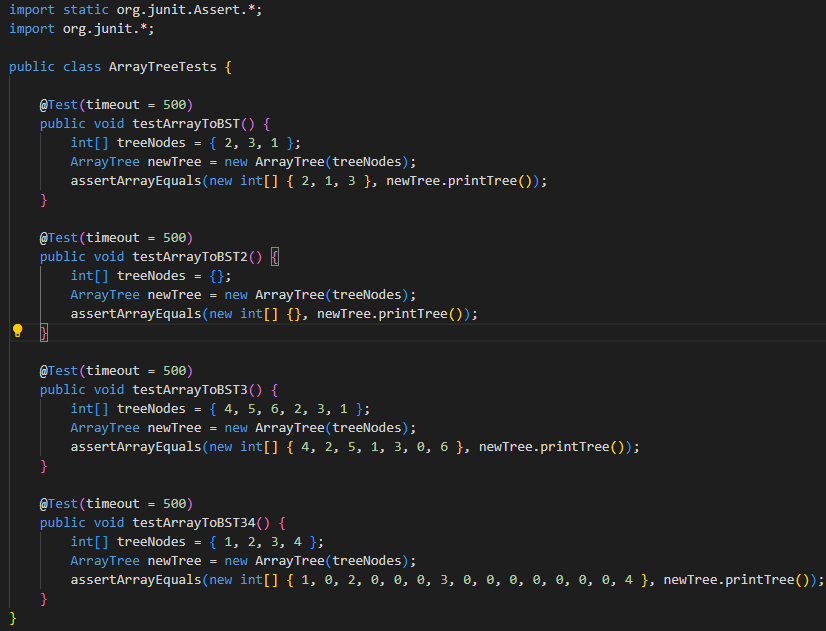 import static org.junit.Assert.*;
import org.junit.*;

public class ArrayTreeTests {

    @Test(timeout = 500)
    public void testArrayToBST() {
        int[] treeNodes = { 2, 3, 1 };
        ArrayTree newTree = new ArrayTree(treeNodes);
        assertArrayEquals(new int[] { 2, 1, 3 }, newTree.printTree());
    }

    @Test(timeout = 500)
    public void testArrayToBST2() {
        int[] treeNodes = {};
        ArrayTree newTree = new ArrayTree(treeNodes);
        assertArrayEquals(new int[] {}, newTree.printTree());
    }

    @Test(timeout = 500)
    public void testArrayToBST3() {
        int[] treeNodes = { 4, 5, 6, 2, 3, 1 };
        ArrayTree newTree = new ArrayTree(treeNodes);
        assertArrayEquals(new int[] { 4, 2, 5, 1, 3, 0, 6 }, newTree.printTree());
    }

    @Test(timeout = 500)
    public void testArrayToBST34() {
        int[] treeNodes = { 1, 2, 3, 4 };
        ArrayTree newTree = new ArrayTree(treeNodes);
        assertArrayEquals(new int[] { 1, 0, 2, 0, 0, 0, 3, 0, 0, 0, 0, 0, 0, 0, 4 }, newTree.printTree());
    }
}